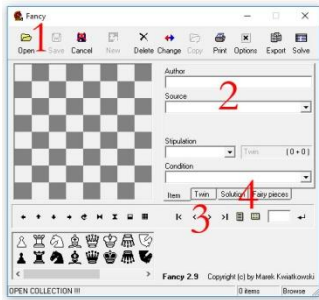 Fancy
1
Open Save Cancel New Delete Change Copy Print Options Export Solve
Author
Source
2
Stipulation
Twin (0+0)
Condition
4
Item Twin Solution Fairy pieces
3
Fancy 2.9 Copyright (c) by Marek Kwiatkowski
OPEN COLLECTION !!! 0 items Browse